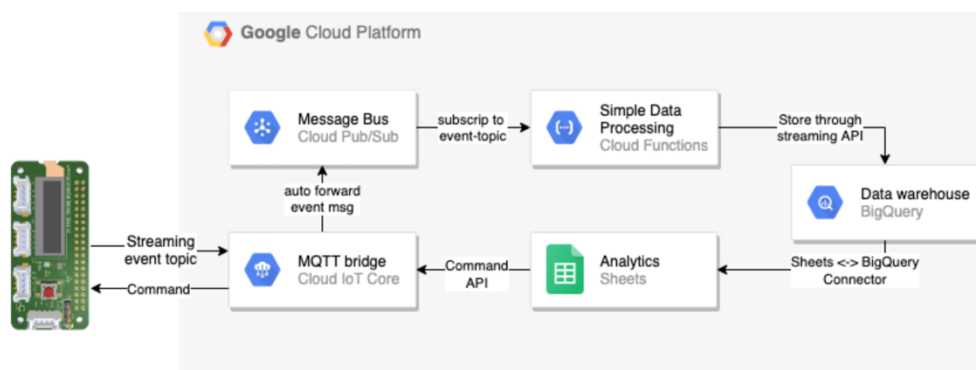 Google Cloud Platform
Message Bus
Cloud Pub/Sub
subscrip to
event-topic
Simple Data
Processing
Cloud Functions
Store through
streaming API
auto forward
event msg
Data warehouse
BigQuery
Streaming
event topic
Command
MQTT bridge
Cloud IoT Core
Command
API
Analytics
Sheets
Sheets <-> BigQuery
Connector